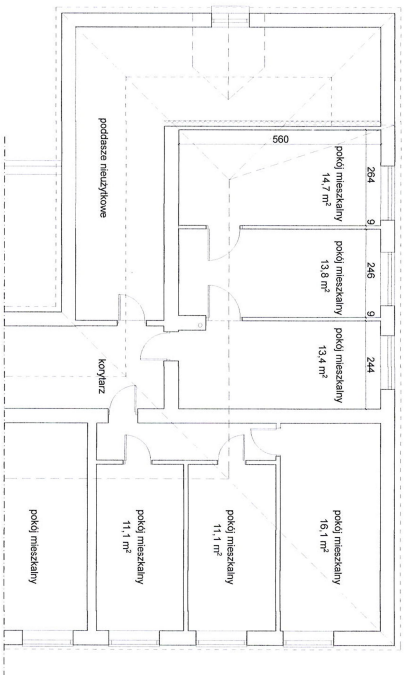 poddasze nieużytkowe
560
264
pokój mieszkalny
14,7 m²
9
246
pokój mieszkalny
13,8 m²
9
244
pokój mieszkalny
13,4 m²
korytarz
pokój mieszkalny
16,1 m²
pokój mieszkalny
11,1 m²
pokój mieszkalny
11,1 m²
pokój mieszkalny